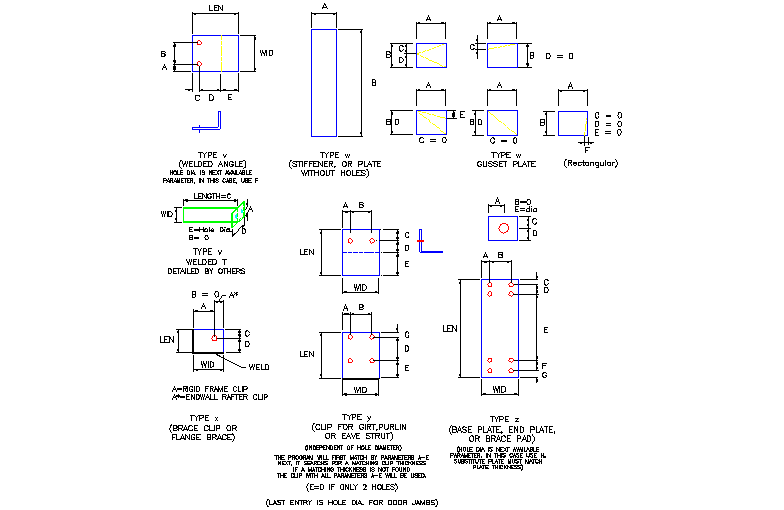 LEN
B
A
WID
C D E
TYPE v
(WELDED ANGLE)
HOLE DIA. IS NEXT AVAILABLE
PARAMETER, IN THIS CASE, USE F
A
B
TYPE w
(STIFFENER, OR PLATE
WITHOUT HOLES)
A
B
C
D
A
C
B
D = 0
A
B
D
E
C = 0
A
B
D
C = 0
A
B
F
C = 0
D = 0
E = 0
TYPE w
GUSSET PLATE
(Rectangular)
LENGTH=C
WID
A
D
E=Hole Dia.
B= 0
TYPE v
WELDED T
DETAILED BY OTHERS
B = 0 - A*
A
LEN
C
D
WID
WELD
A=RIGID FRAME CLIP
A*=ENDWALL RAFTER CLIP
TYPE x
(BRACE CLIP OR
FLANGE BRACE)
A B
LEN
C
D
E
WID
A B
LEN
C
D
E
WID
TYPE y
(CLIP FOR GIRT,PURLIN
OR EAVE STRUT)
(INDEPENDENT OF HOLE DIAMETER)
THE PROGRAM WILL FIRST MATCH BY PARAMETERS A-E
NEXT, IT SEARCHS FOR A MATCHING CLIP THICKNESS
IF A MATCHING THICKNESS IS NOT FOUND
THE CLIP WITH ALL PARAMETERS A-E WILL BE USED.
(E=D IF ONLY 2 HOLES)
(LAST ENTRY IS HOLE DIA. FOR DOOR JAMBS)
A
B=0
E=dia
C
D
A B
LEN
C
D
E
F
G
WID
TYPE z
(BASE PLATE, END PLATE,
OR BRACE PAD)
(HOLE DIA IS NEXT AVAILABLE
PARAMETER, IN THIS CASE USE H.
SUBSTITUTE PLATE MUST MATCH
PLATE THICKNESS)